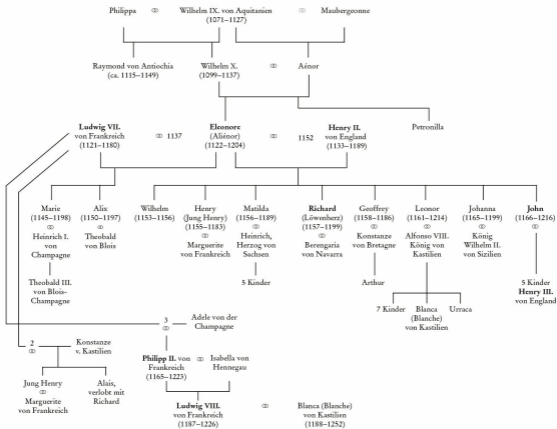 Philippa ⚭ Wilhelm IX. von Aquitanien ⚭ Maubergeonne
(1071–1127)
Raymond von Antiochia Wilhelm X. ⚭ Aénor
(ca. 1115–1149) (1099–1137)
Ludwig VII. ⚭ 1137 Eleonore ⚭ 1152 Henry II. Petronilla
von Frankreich (Aliénor) von England
(1121–1180) (1122–1204) (1133–1189)
Marie
(1145–1198)
⚭
Heinrich I.
von
Champagne
Theobald III.
von Blois-
Champagne
Alix
(1150–1197)
⚭
Theobald
von Blois
Wilhelm
(1153–1156)
Henry
(Jung Henry)
(1155–1183)
⚭
Marguerite
von Frankreich
Matilda
(1156–1189)
⚭
Heinrich,
Herzog von
Sachsen
5 Kinder
Richard
(Löwenherz)
(1157–1199)
⚭
Berengaria
von Navarra
Geoffrey
(1158–1186)
⚭
Konstanze
von Bretagne
Arthur
Leonor
(1161–1214)
⚭
Alfonso VIII.
König von
Kastilien
7 Kinder Blanca Urraca
(Blanche)
von Kastilien
Johanna
(1165–1199)
⚭
König
Wilhelm II.
von Sizilien
John
(1166–1216)
⚭
5 Kinder
Henry III.
von England
3 ⚭ Adele von der
Champagne
2 ⚭ Konstanze
v. Kastilien
Philipp II. von ⚭ Isabella von
Frankreich Hennegau
(1165–1223)
Jung Henry
⚭
Marguerite
von Frankreich
Alais,
verlobt mit
Richard
Ludwig VIII. ⚭ Blanca (Blanche)
von Frankreich von Kastilien
(1187–1226) (1188–1252)